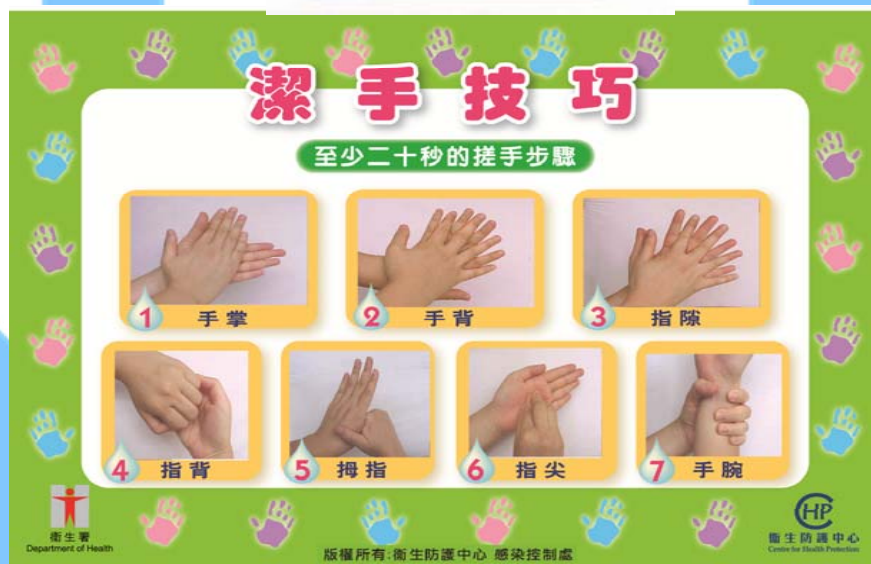 潔手技巧
至少二十秒的搓手步驟
1 手掌
2 手背
3 指隙
4 指背
5 拇指
6 指尖
7 手腕
衞生署
Department of Health
版權所有:衞生防護中心 感染控制處
CHP
衞生防護中心
Centre for Health Protection